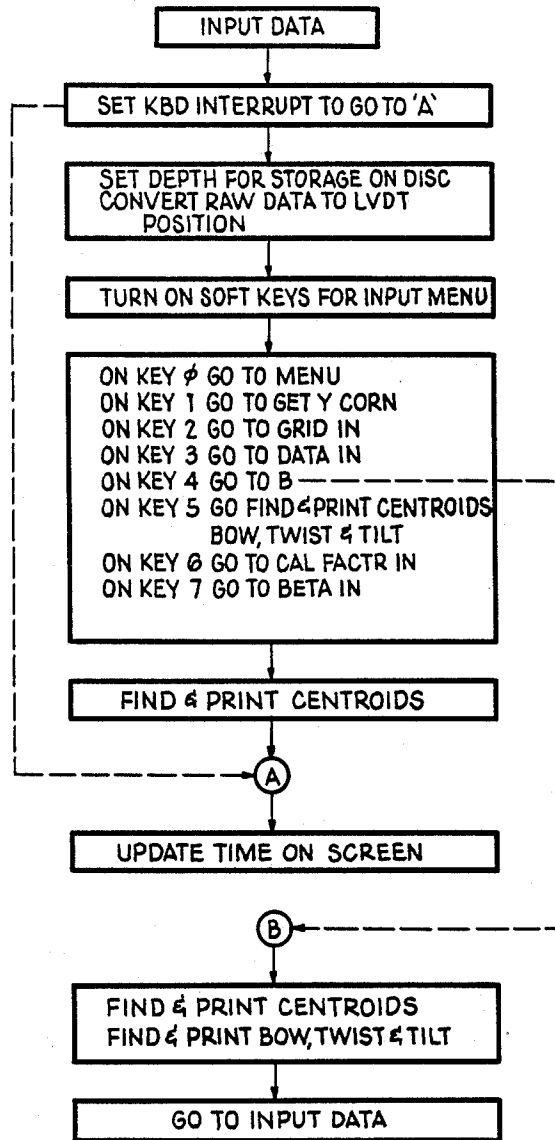 INPUT DATA
SET KBD INTERRUPT TO GO TO 'A'
SET DEPTH FOR STORAGE ON DISC
CONVERT RAW DATA TO LVDT
POSITION
TURN ON SOFT KEYS FOR INPUT MENU
ON KEY ϕ GO TO MENU
ON KEY 1 GO TO GET Y CORN
ON KEY 2 GO TO GRID IN
ON KEY 3 GO TO DATA IN
ON KEY 4 GO TO B
ON KEY 5 GO FIND & PRINT CENTROIDS
BOW, TWIST & TILT
ON KEY 6 GO TO CAL FACTR IN
ON KEY 7 GO TO BETA IN
FIND & PRINT CENTROIDS
A
UPDATE TIME ON SCREEN
B
FIND & PRINT CENTROIDS
FIND & PRINT BOW, TWIST & TILT
GO TO INPUT DATA